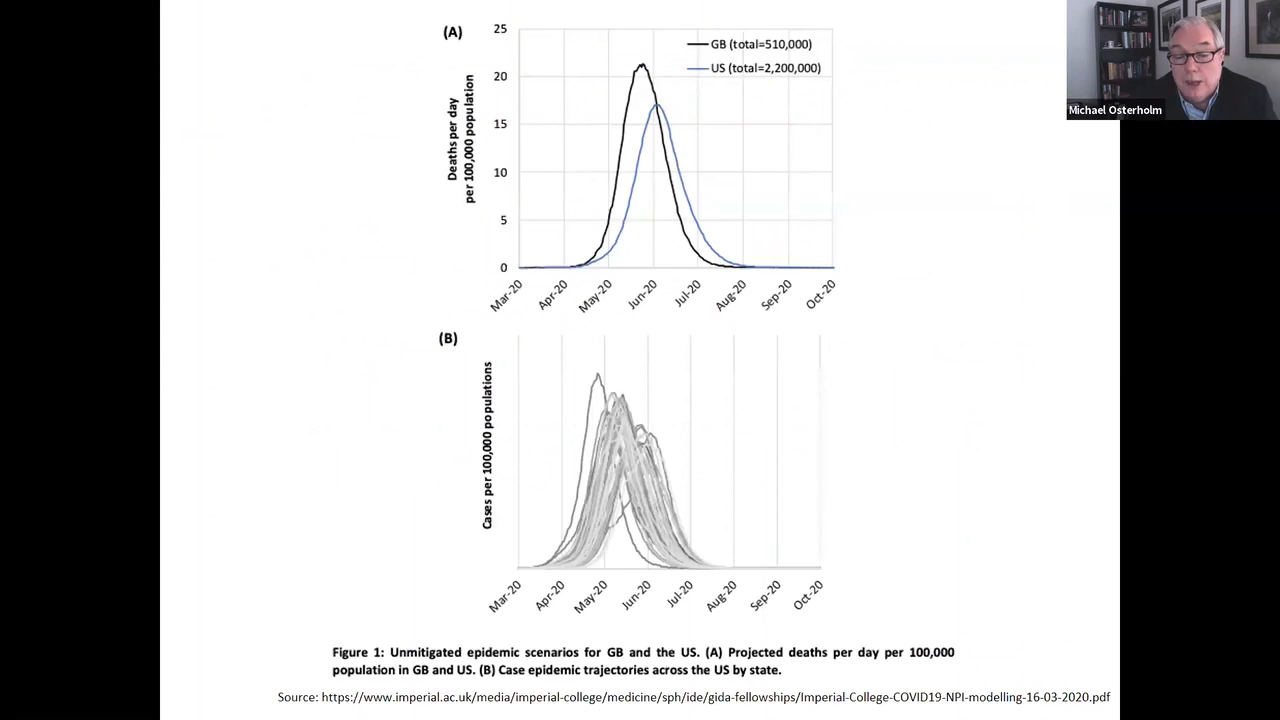 Michael Osterholm
(A)
25
20
15
10
5
0
Deaths per day
per 100,000 population
GB (total=510,000)
US (total=2,200,000)
Mar-20
Apr-20
May-20
Jun-20
Jul-20
Aug-20
Sep-20
Oct-20
(B)
Cases per 100,000 populations
Mar-20
Apr-20
May-20
Jun-20
Jul-20
Aug-20
Sep-20
Oct-20
Figure 1: Unmitigated epidemic scenarios for GB and the US. (A) Projected deaths per day per 100,000
population in GB and US. (B) Case epidemic trajectories across the US by state.
Source: https://www.imperial.ac.uk/media/imperial-college/medicine/sph/ide/gida-fellowships/Imperial-College-COVID19-NPI-modelling-16-03-2020.pdf